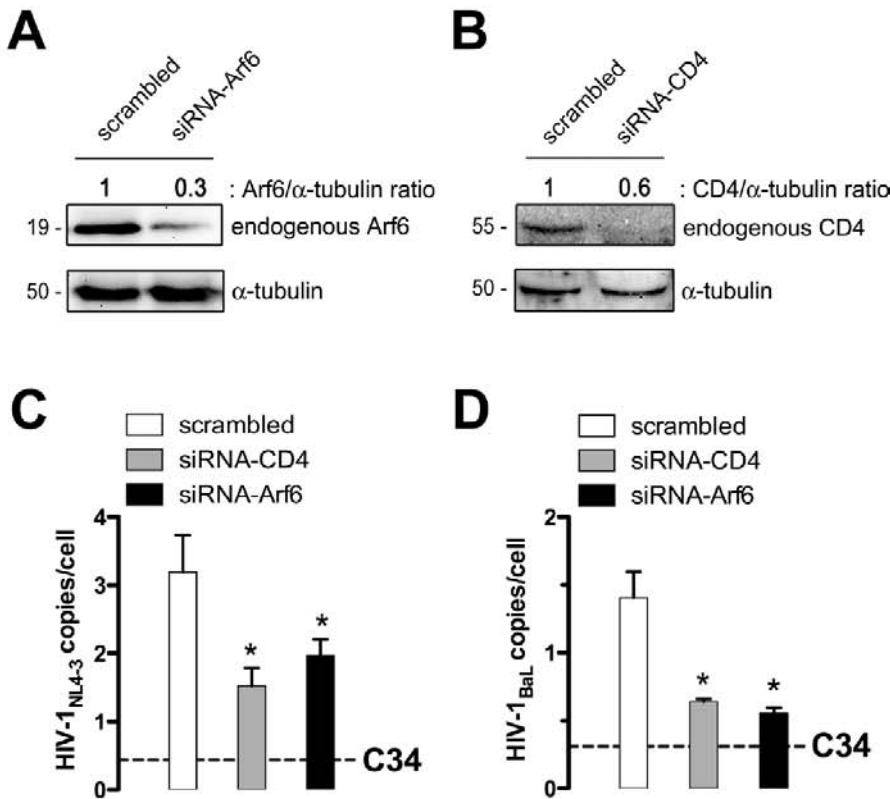 A
scrambled
siRNA-Arf6
1 0.3 : Arf6/α-tubulin ratio
19 - endogenous Arf6
50 - α-tubulin
B
scrambled
siRNA-CD4
1 0.6 : CD4/α-tubulin ratio
55 - endogenous CD4
50 - α-tubulin
C
scrambled
siRNA-CD4
siRNA-Arf6
HIV-1NL4-3 copies/cell
4
3
2
1
0
* *
C34
D
scrambled
siRNA-CD4
siRNA-Arf6
HIV-1BaL copies/cell
2
1
0
* *
C34